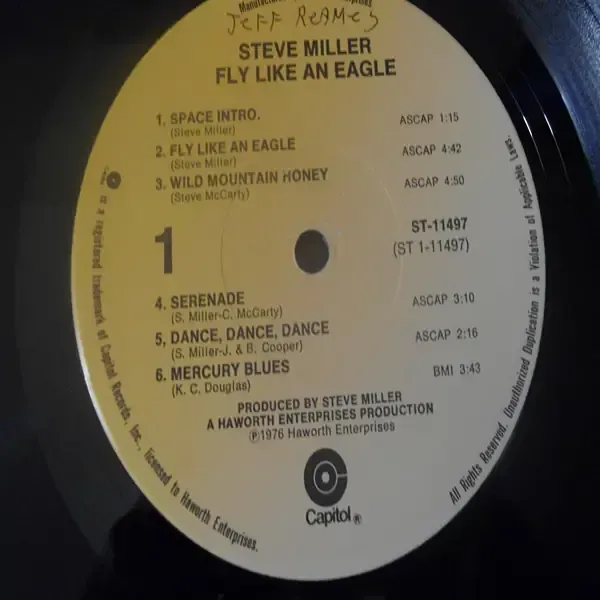 Enterprises
JEFF REAMES
STEVE MILLER
FLY LIKE AN EAGLE
1. SPACE INTRO. ASCAP 1:15
(Steve Miller)
2. FLY LIKE AN EAGLE ASCAP 4:42
(Steve Miller)
3. WILD MOUNTAIN HONEY ASCAP 4:50
(Steve McCarty)
1
ST-11497
(ST 1-11497)
4. SERENADE ASCAP 3:10
(S. Miller-C. McCarty)
5, DANCE, DANCE, DANCE ASCAP 2:16
(S. Miller-J. & B. Cooper)
6. MERCURY BLUES BMI 3:43
(K. C. Douglas)
PRODUCED BY STEVE MILLER
A HAWORTH ENTERPRISES PRODUCTION
Ⓟ1976 Haworth Enterprises
Capitol®
is a registered trademark of Capitol Records, Inc., licensed to Haworth Enterprises.
All Rights Reserved. Unauthorized Duplication is a Violation of Applicable Laws.